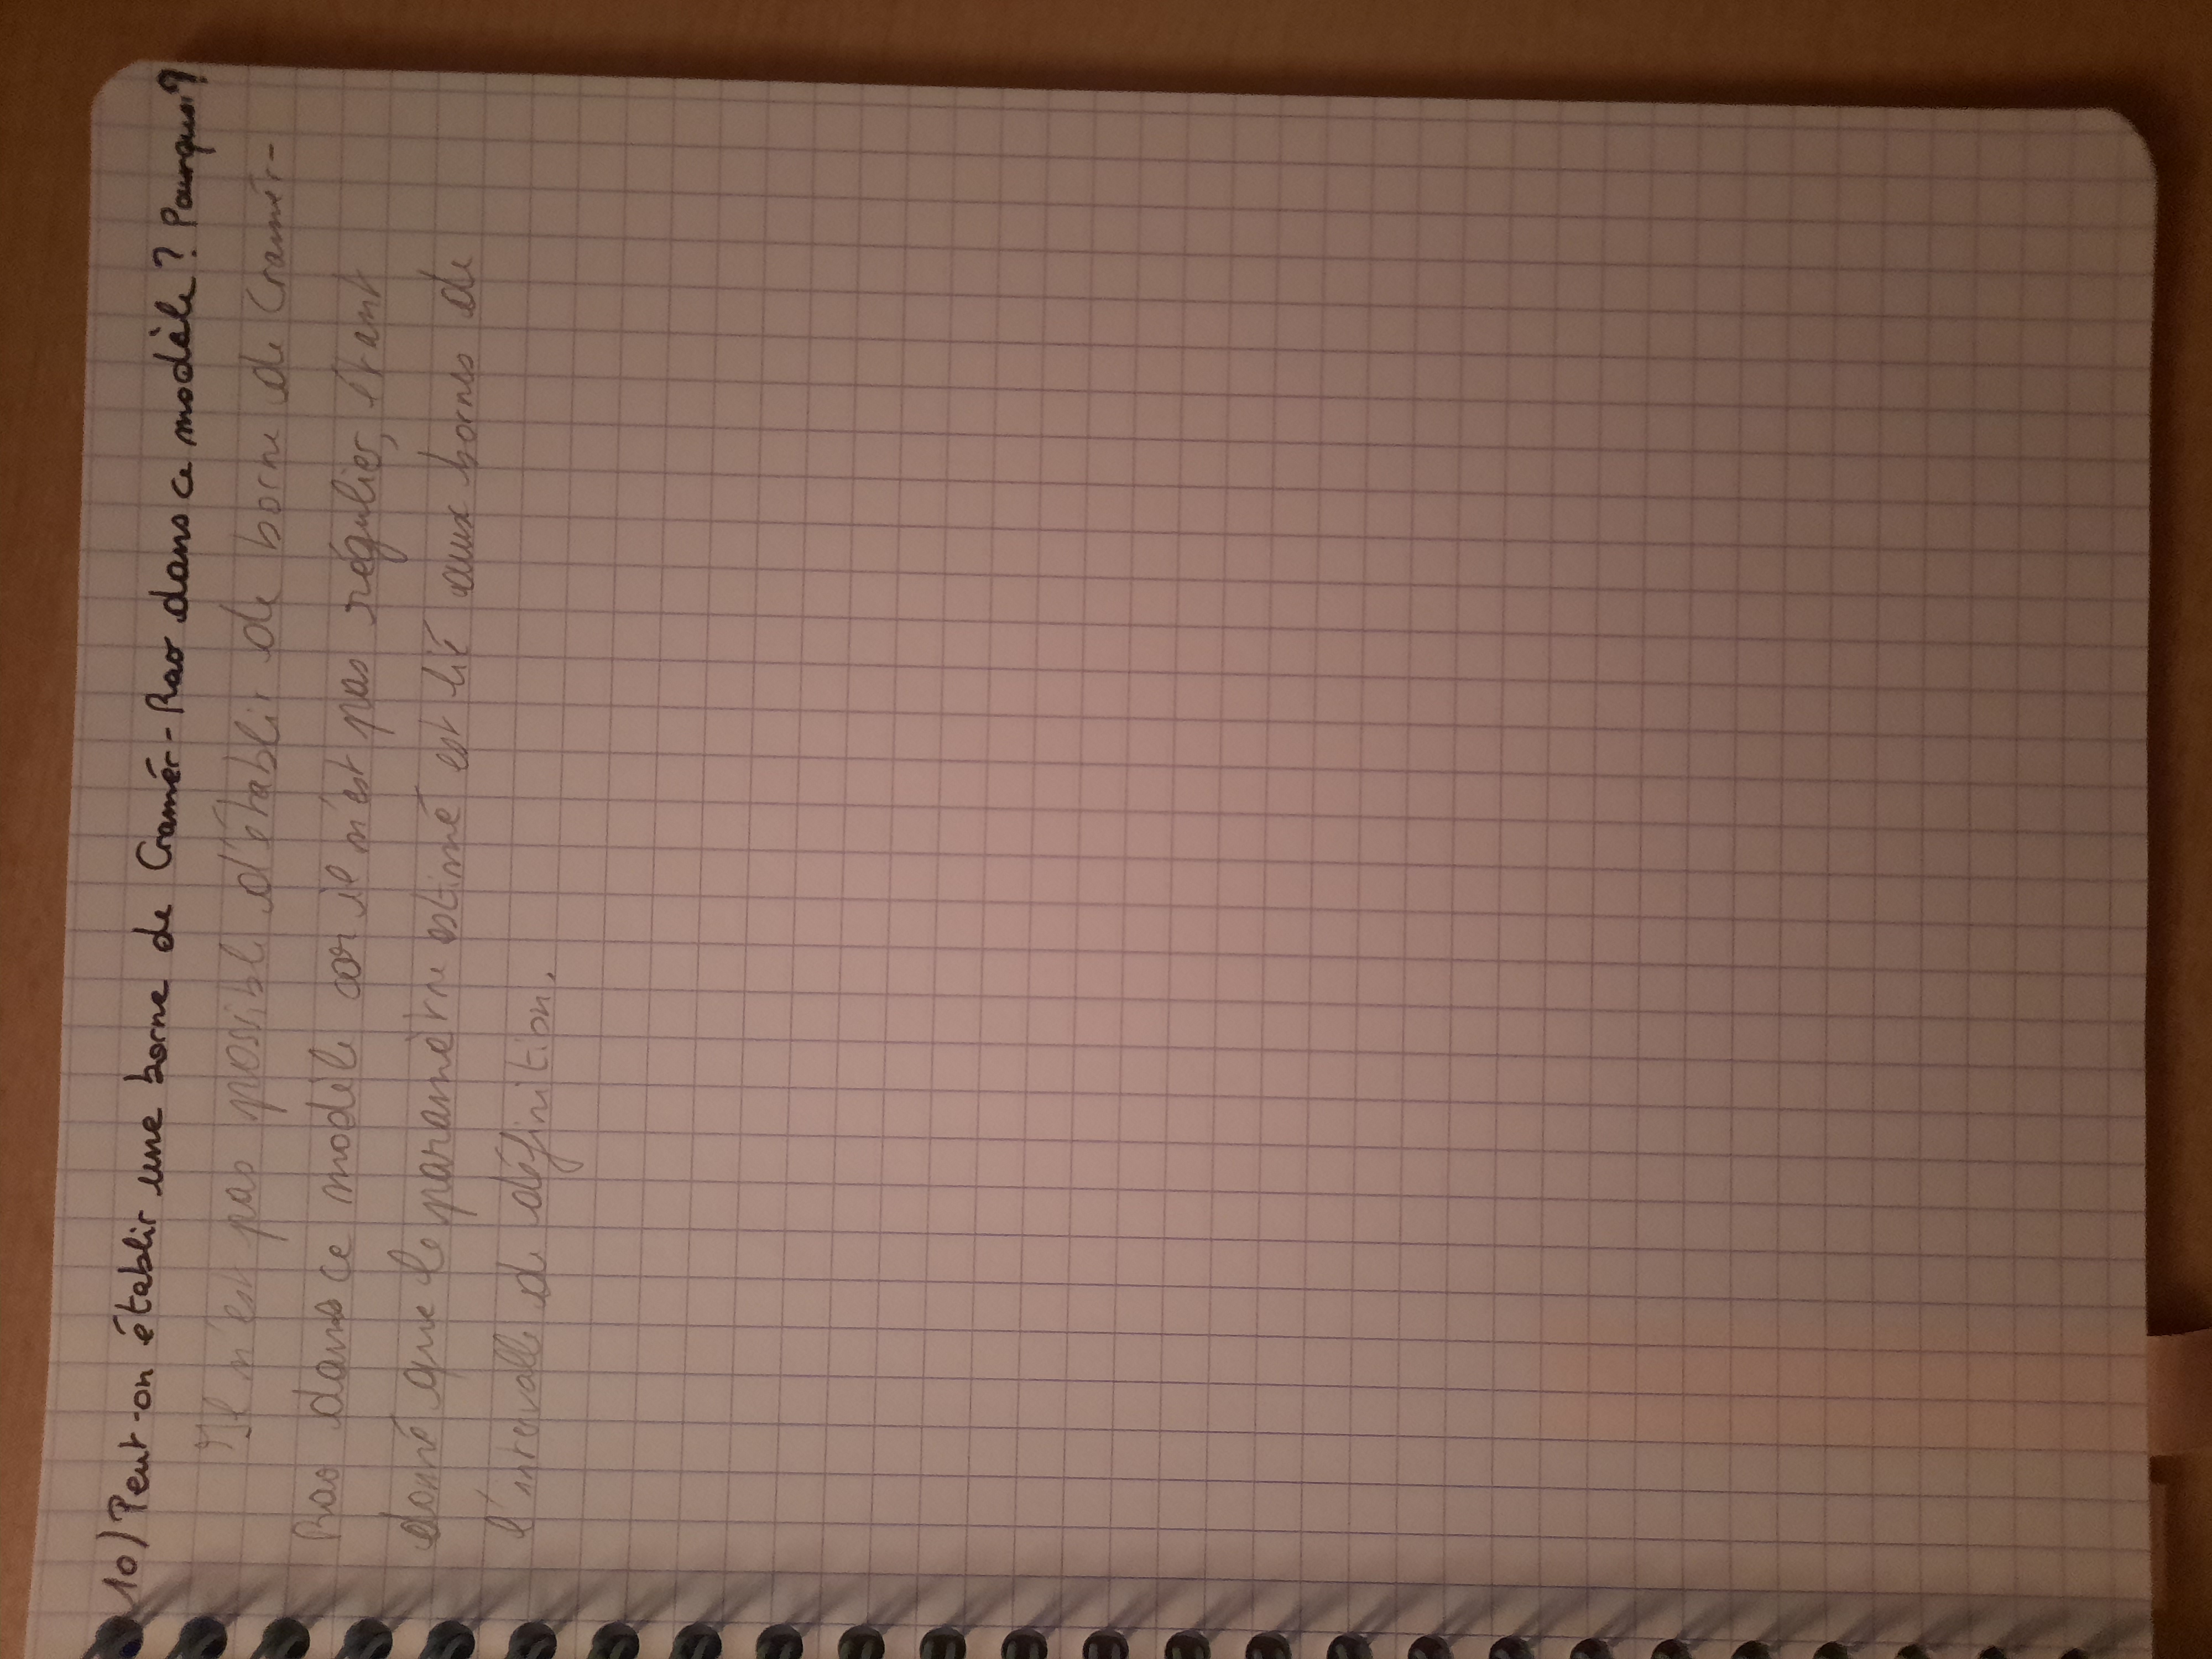 10) Peut-on établir une borne de Cramér-Rao dans ce modèle ? Pourquoi ?
Il n'est pas possible d'établir de borne de Cramér-
Rao dans ce modèle car il n'est pas régulier, étant
donné que le paramètre estimé est lié aux bornes de
l'intervalle de définition.